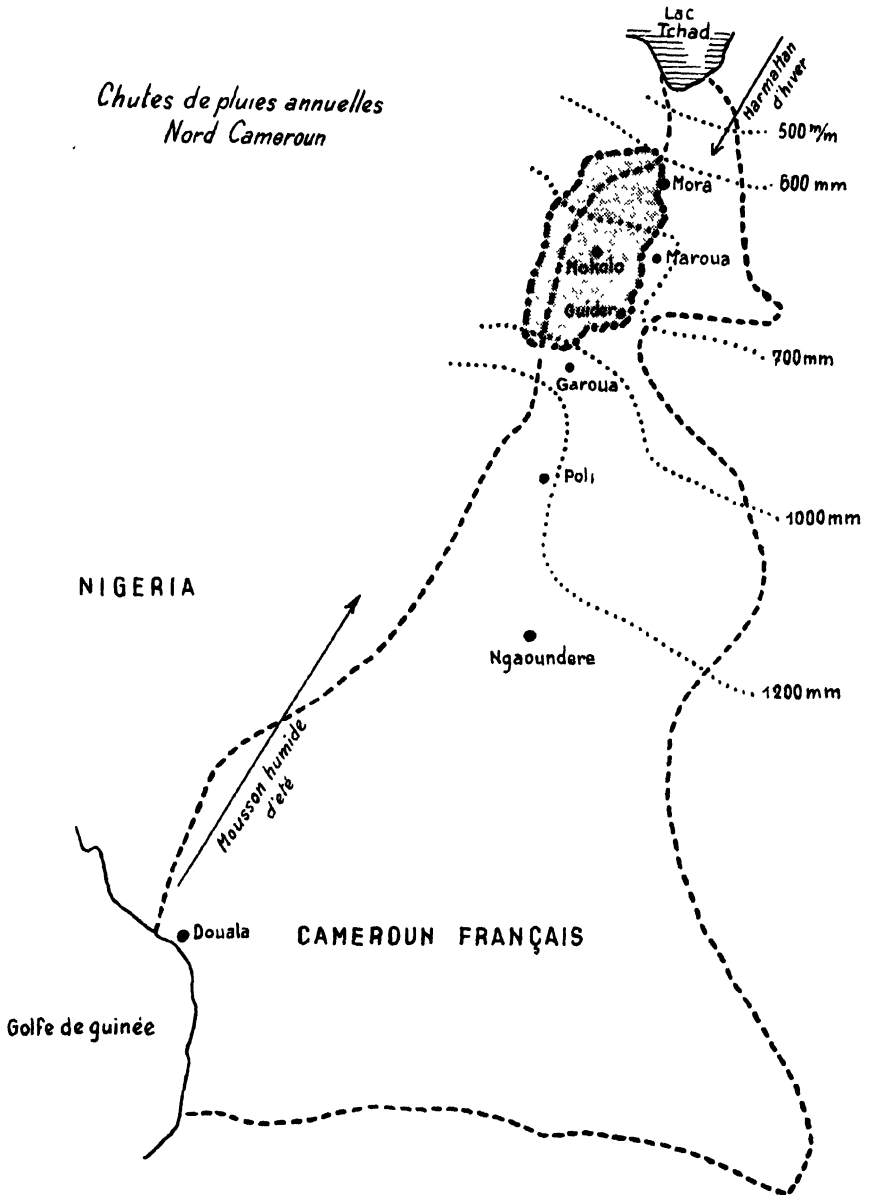 Lac
Tchad
Harmattan
d'hiver
Chutes de pluies annuelles
Nord Cameroun
500 m/m
600 mm
Mora
Maroua
Mokolo
Guider
700mm
Garoua
Poli
1000mm
NIGERIA
Ngaoundere
1200mm
Mousson humide
d'été
Douala
CAMEROUN FRANÇAIS
Golfe de guinée